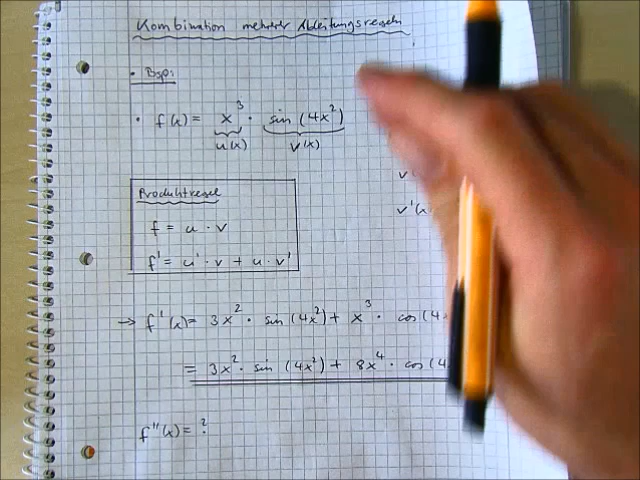 Kombination mehrerer Ableitungsregeln
• Bsp:
• f(x) = x³ · sin (4x²)
u(x) v(x)
v(
v'(x
Produktregel
f = u · v
f' = u' · v + u · v'
→ f'(x) = 3x² · sin (4x²) + x³ · cos (4x
= 3x² · sin (4x²) + 8x⁴ · cos (4
f''(x) = ?